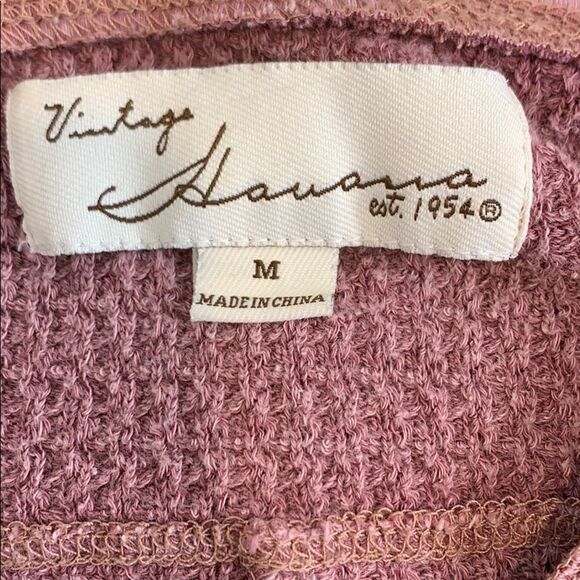 Vintage
Havana
est. 1954®
M
MADE IN CHINA